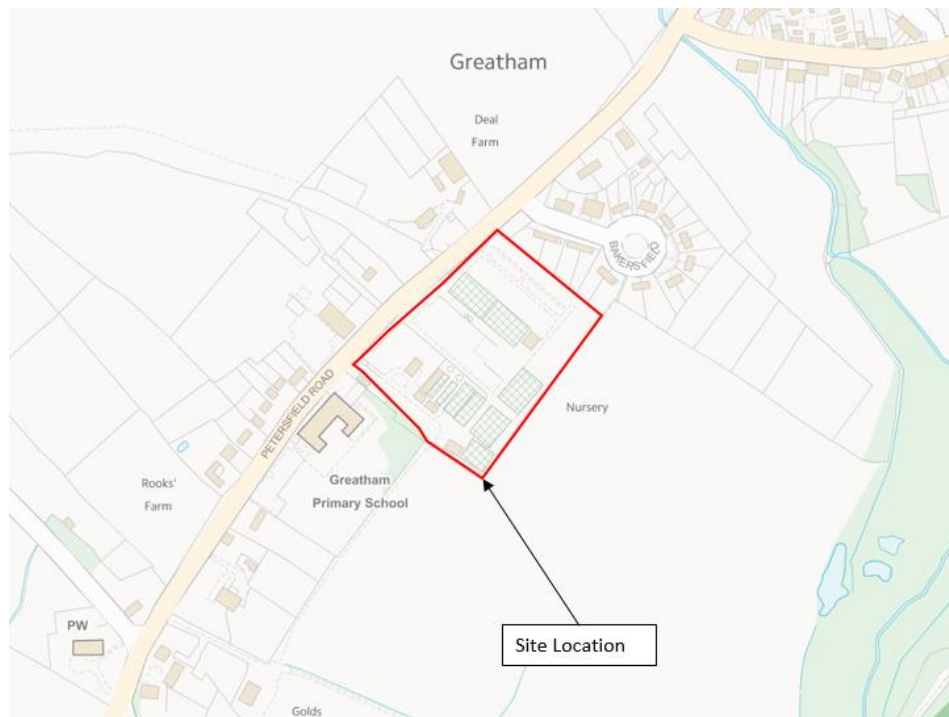 Greatham
Deal
Farm
BAKERSFIELD
PETERSFIELD ROAD
Nursery
Rooks'
Farm
Greatham
Primary School
PW
Site Location
Golds